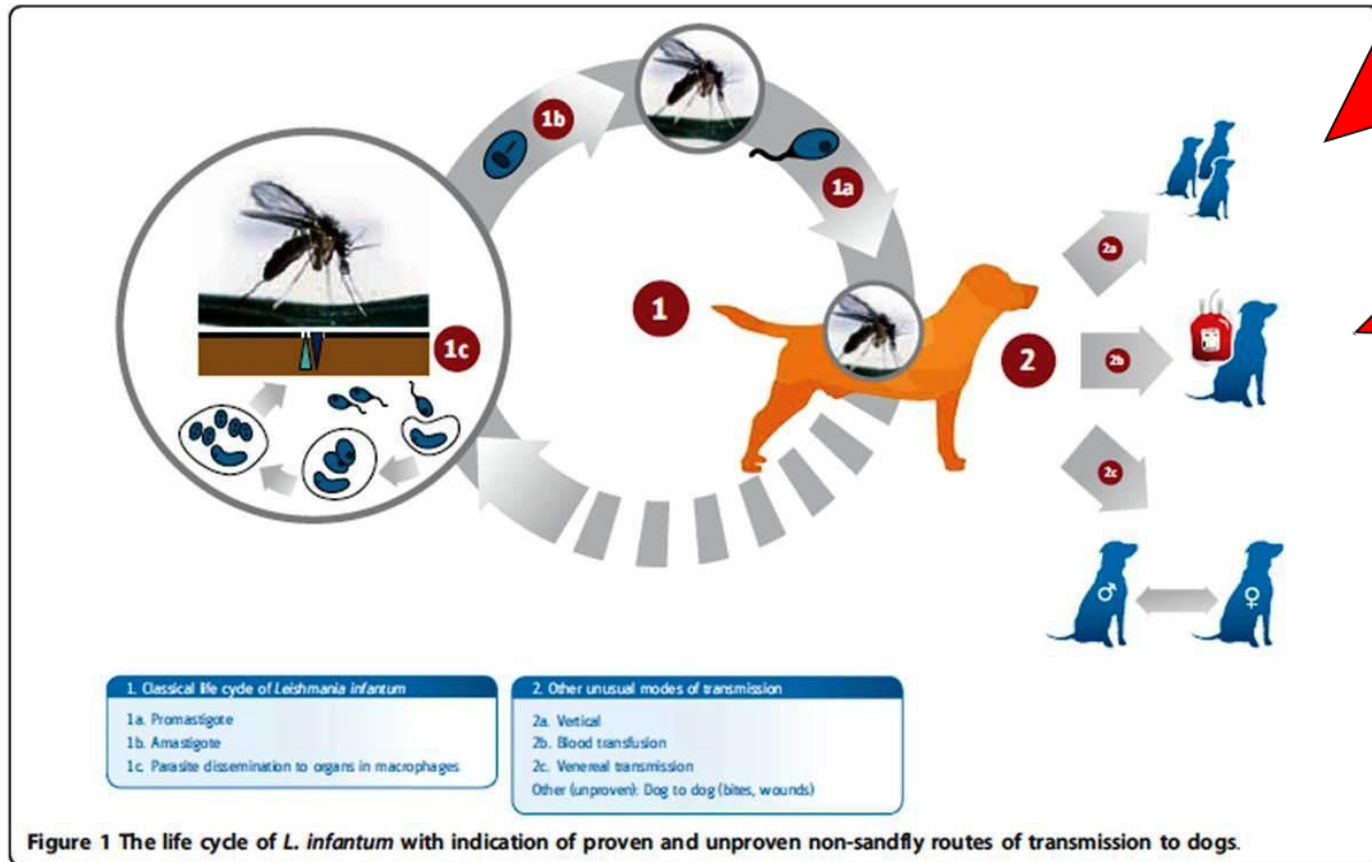 1b
1a
1c
1
2
2a
2b
2c
♂
♀
1. Classical life cycle of Leishmania infantum
1a. Promastigote
1b. Amastigote
1c. Parasite dissemination to organs in macrophages
2. Other unusual modes of transmission
2a. Vertical
2b. Blood transfusion
2c. Venereal transmission
Other (unproven): Dog to dog (bites, wounds)
Figure 1 The life cycle of L. infantum with indication of proven and unproven non-sandfly routes of transmission to dogs.